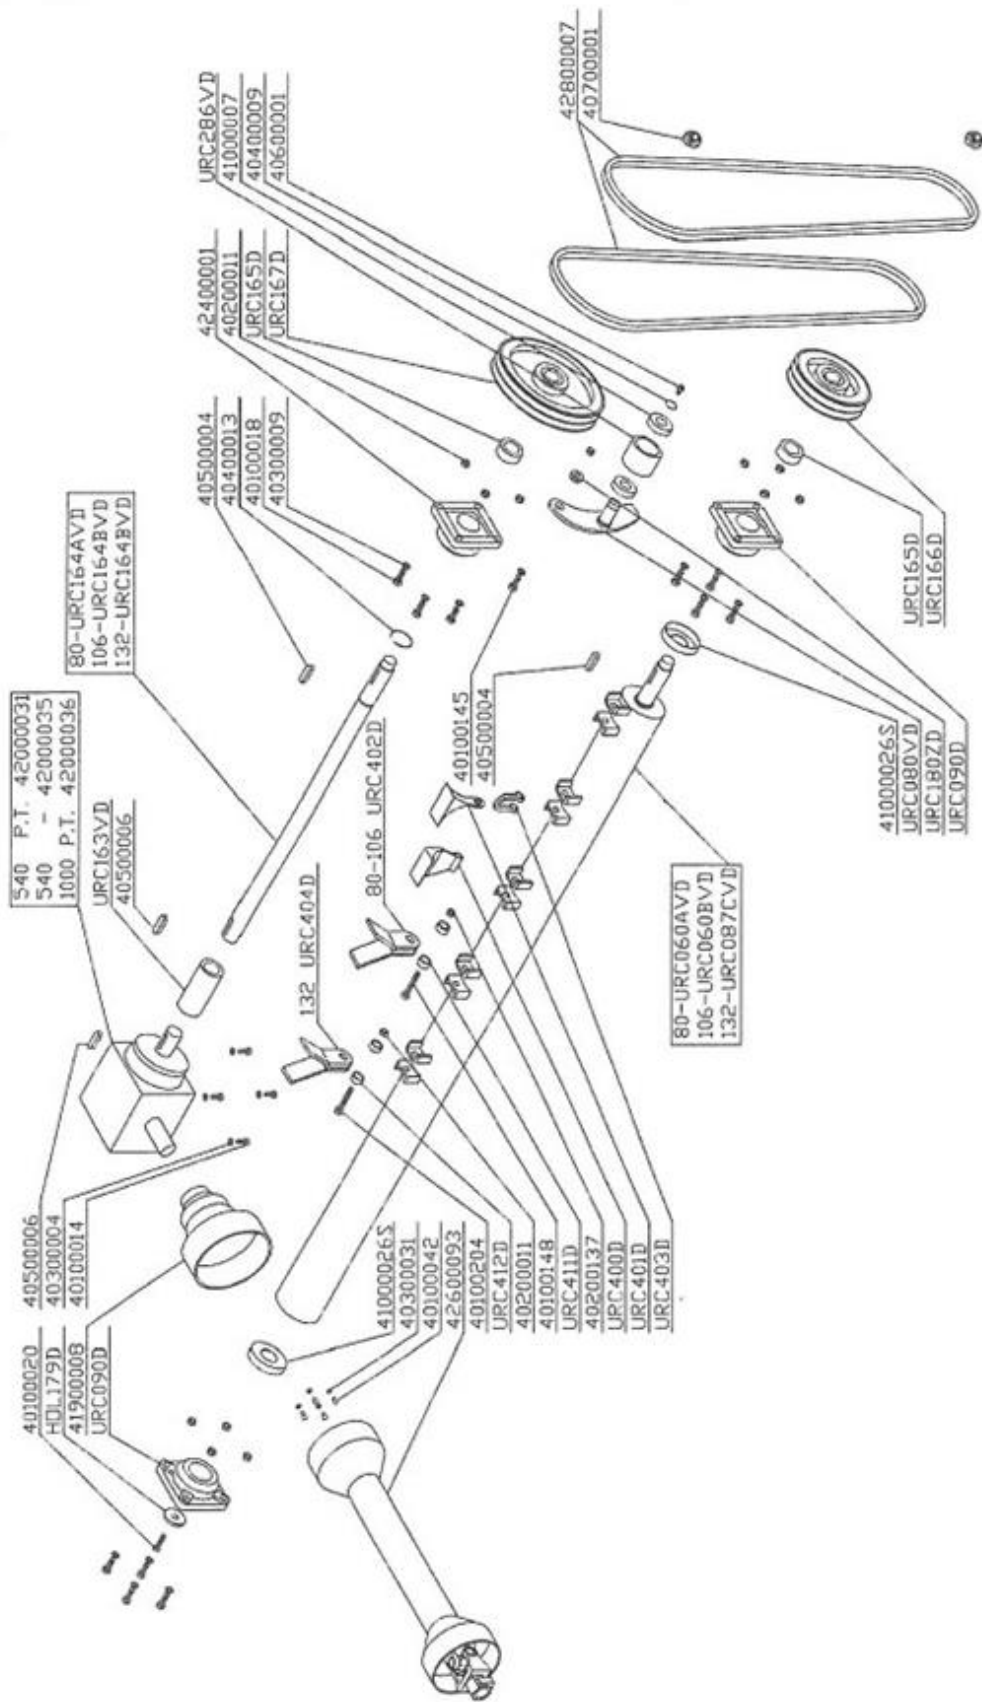 540 P.T. 42000031
540 - 42000035
1000 P.T. 42000036
URC163VD
40500006
80-URC164AVD
106-URC164BVD
132-URC164BVD
40500004
40400013
40100018
40300009
42400001
40200011
URC165D
URC167D
URC286VD
41000007
40400009
40600001
42800007
40700001
40500006
40300004
40100014
40100020
HDL179D
41900008
URC090D
132 URC404D
80-106 URC402D
40100145
40500004
URC165D
URC166D
41000026S
URC080VD
URC180ZD
URC090D
80-URC060AVD
106-URC060BVD
132-URC087CVD
41000026S
40300031
40100042
42600093
40100204
URC412D
40200011
40100148
URC411D
40200137
URC400D
URC401D
URC403D